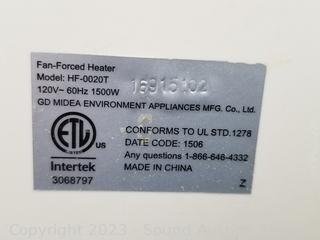 Fan-Forced Heater
Model: HF-0020T
120V~ 60Hz 1500W
16915102
GD MIDEA ENVIRONMENT APPLIANCES MFG. Co., Ltd.
ETL
US
Intertek
3068797
CONFORMS TO UL STD.1278
DATE CODE: 1506
Any questions 1-866-646-4332
MADE IN CHINA
Z
Copyright 2023 - Sound Auction